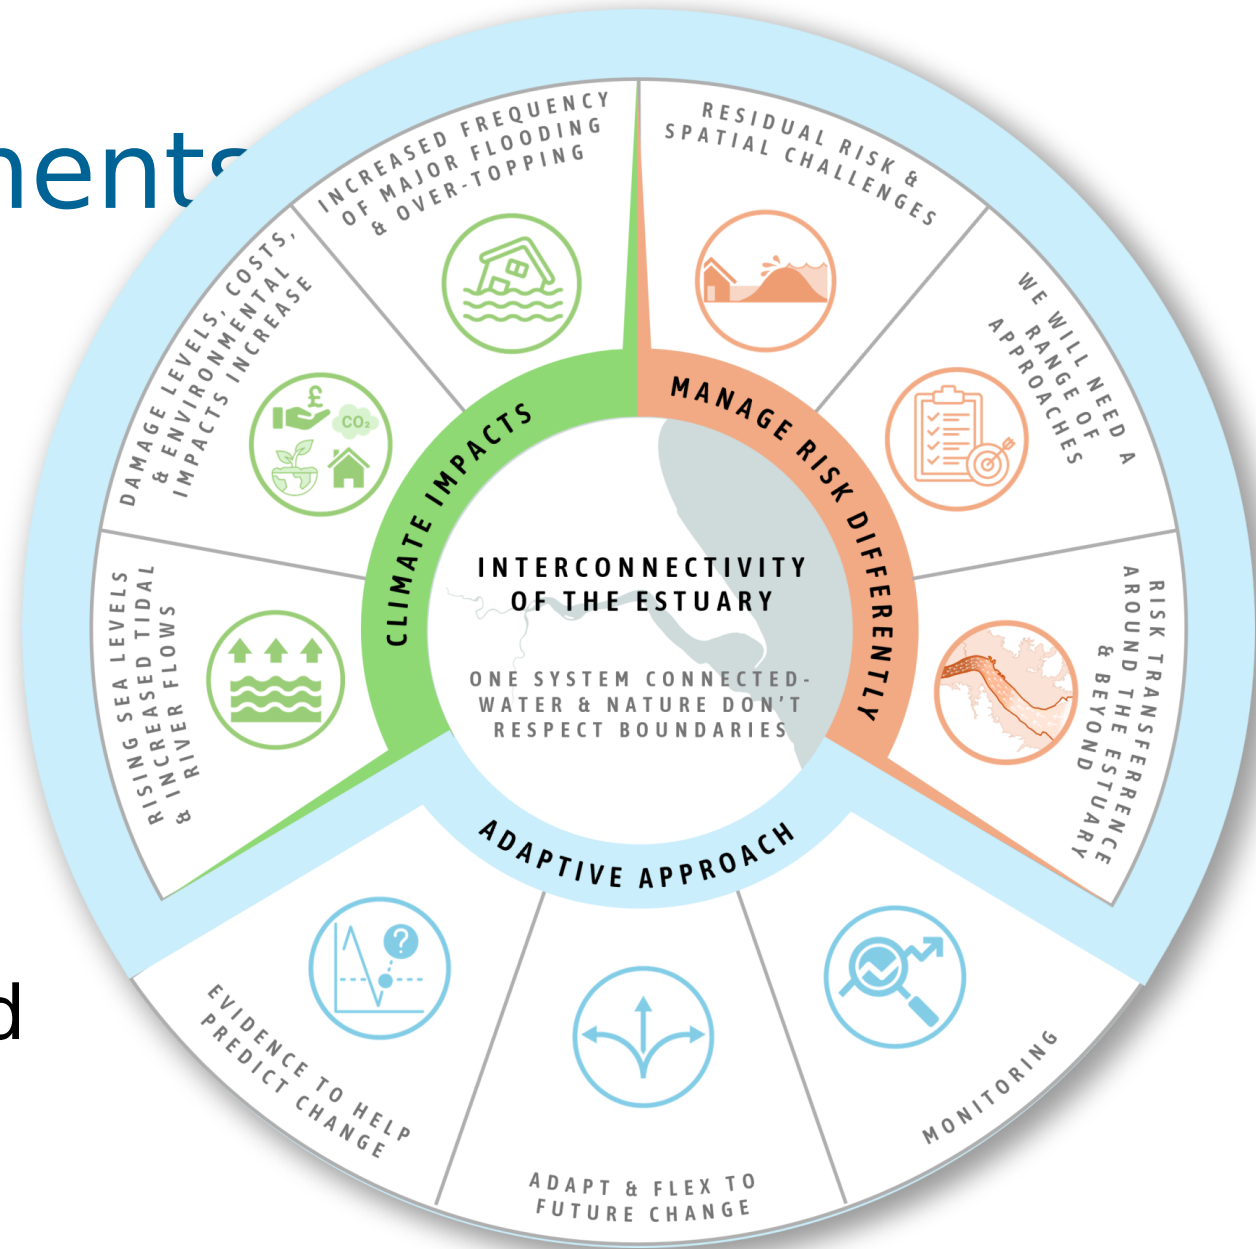 ments
INCREASED FREQUENCY
OF MAJOR FLOODING
& OVER-TOPPING
RESIDUAL RISK &
SPATIAL CHALLENGES
DAMAGE LEVELS, COSTS,
& ENVIRONMENTAL
IMPACTS INCREASE
£
CO₂
WE WILL NEED A
RANGE OF
APPROACHES
CLIMATE IMPACTS
MANAGE RISK DIFFERENTLY
INTERCONNECTIVITY
OF THE ESTUARY
ONE SYSTEM CONNECTED-
WATER & NATURE DON'T
RESPECT BOUNDARIES
RISING SEA LEVELS
& INCREASED TIDAL
& RIVER FLOWS
RISK TRANSFERRENCE
AROUND THE ESTUARY
& BEYOND
ADAPTIVE APPROACH
?
d
EVIDENCE TO HELP
PREDICT CHANGE
ADAPT & FLEX TO
FUTURE CHANGE
MONITORING